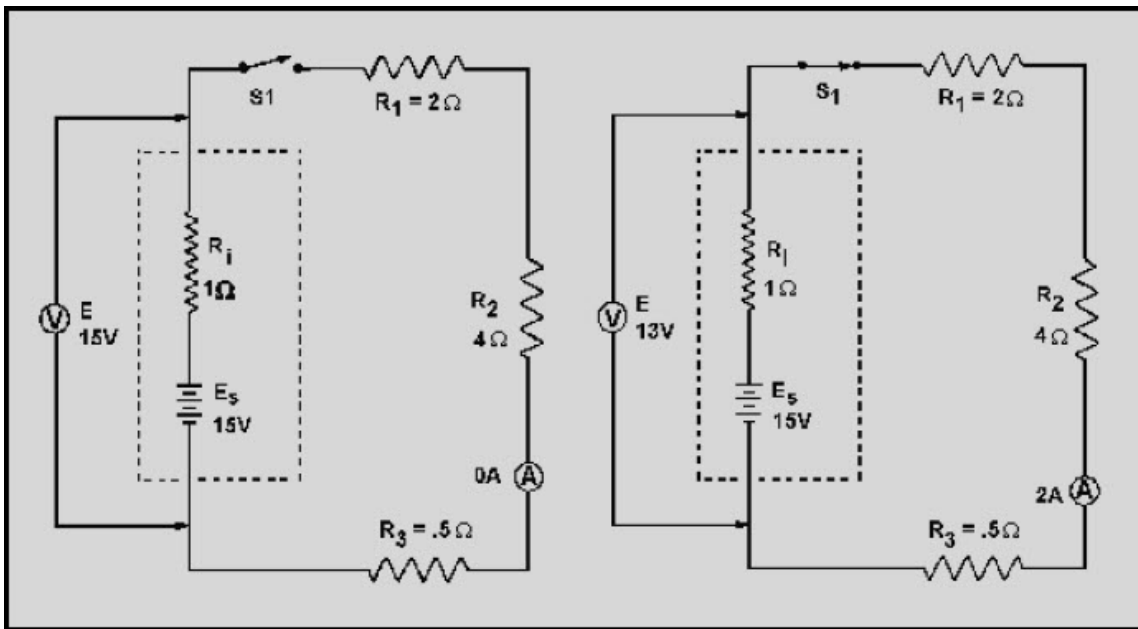 S1
R1 = 2Ω
Ri
1Ω
E
15V
R2
4Ω
Es
15V
V
0A
A
R3 = .5Ω
S1
R1 = 2Ω
RI
1Ω
E
13V
R2
4Ω
Es
15V
V
2A
A
R3 = .5Ω